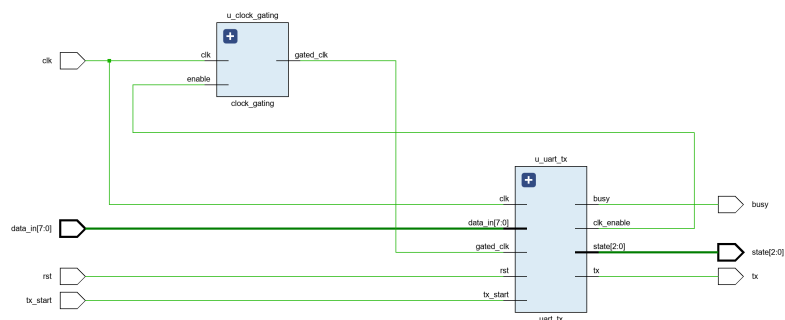 u_clock_gating
clk
clk
gated_clk
enable
clock_gating
u_uart_tx
clk
busy
busy
data_in[7:0]
data_in[7:0]
clk_enable
gated_clk
state[2:0]
state[2:0]
rst
rst
tx
tx
tx_start
tx_start
uart_tx